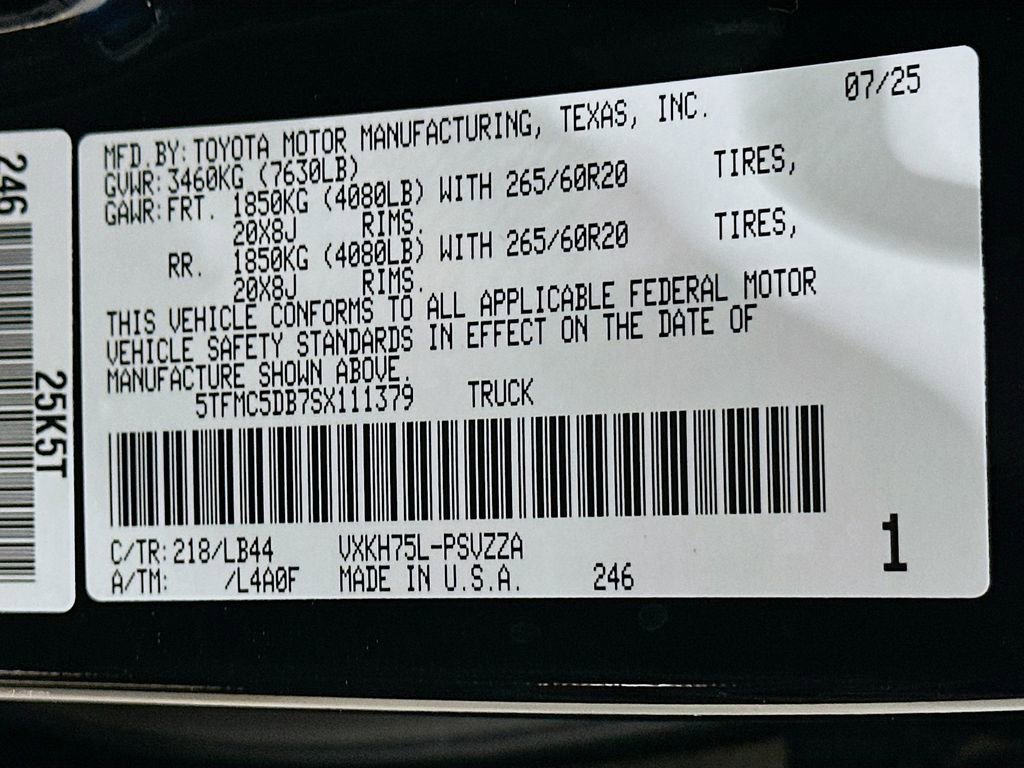 246
25K5T
07/25
MFD.BY: TOYOTA MOTOR MANUFACTURING, TEXAS, INC.
GVWR: 3460KG (7630LB)
GAWR: FRT. 1850KG (4080LB) WITH 265/60R20 TIRES,
20X8J RIMS.
RR. 1850KG (4080LB) WITH 265/60R20 TIRES,
20X8J RIMS.
THIS VEHICLE CONFORMS TO ALL APPLICABLE FEDERAL MOTOR
VEHICLE SAFETY STANDARDS IN EFFECT ON THE DATE OF
MANUFACTURE SHOWN ABOVE.
5TFMC5DB7SX111379 TRUCK
C/TR: 218/LB44 VXKH75L-PSVZZA
A/TM: /L4A0F MADE IN U.S.A. 246
1